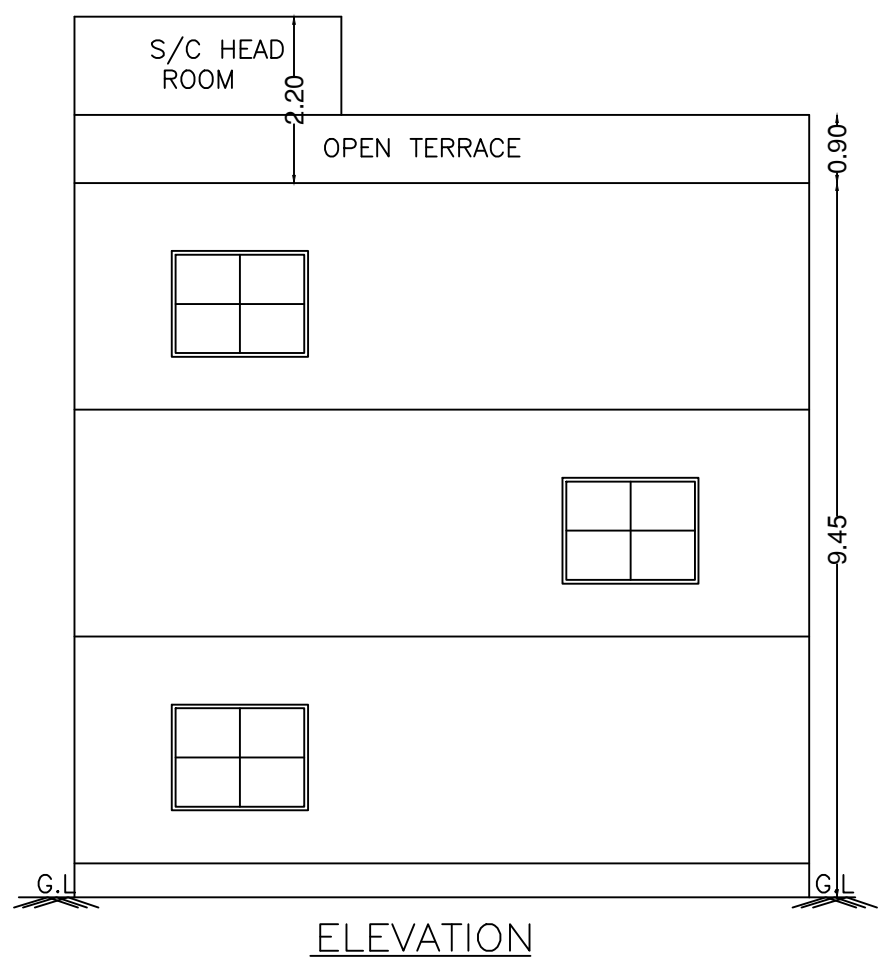 S/C HEAD
ROOM
2.20
OPEN TERRACE
0.90
9.45
G.L
G.L
ELEVATION